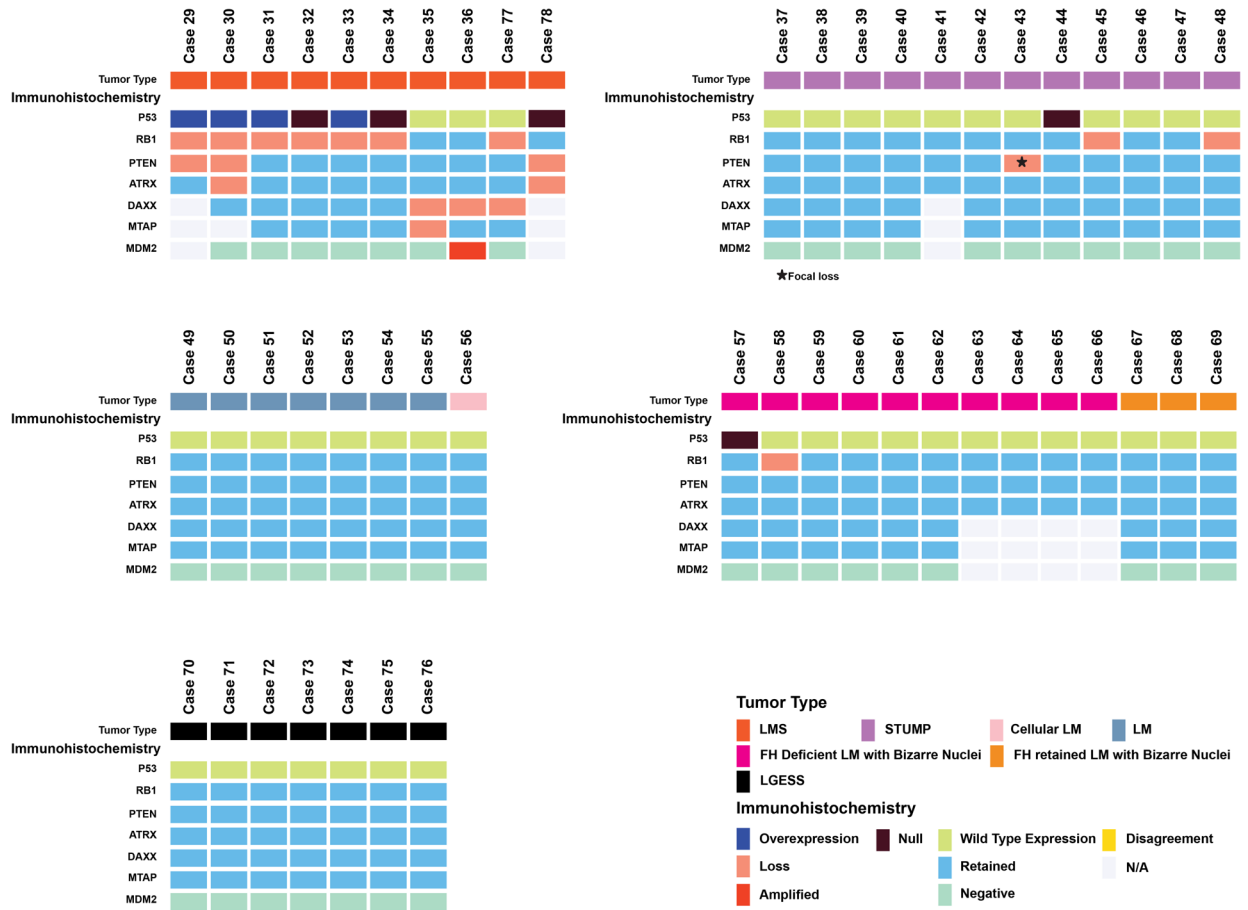 Case 29 Case 30 Case 31 Case 32 Case 33 Case 34 Case 35 Case 36 Case 77 Case 78
Tumor Type
Immunohistochemistry
P53
RB1
PTEN
ATRX
DAXX
MTAP
MDM2
Case 37 Case 38 Case 39 Case 40 Case 41 Case 42 Case 43 Case 44 Case 45 Case 46 Case 47 Case 48
Tumor Type
Immunohistochemistry
P53
RB1
PTEN
ATRX
DAXX
MTAP
MDM2
★Focal loss
Case 49 Case 50 Case 51 Case 52 Case 53 Case 54 Case 55 Case 56
Tumor Type
Immunohistochemistry
P53
RB1
PTEN
ATRX
DAXX
MTAP
MDM2
Case 57 Case 58 Case 59 Case 60 Case 61 Case 62 Case 63 Case 64 Case 65 Case 66 Case 67 Case 68 Case 69
Tumor Type
Immunohistochemistry
P53
RB1
PTEN
ATRX
DAXX
MTAP
MDM2
Case 70 Case 71 Case 72 Case 73 Case 74 Case 75 Case 76
Tumor Type
Immunohistochemistry
P53
RB1
PTEN
ATRX
DAXX
MTAP
MDM2
Tumor Type
LMS STUMP Cellular LM LM
FH Deficient LM with Bizarre Nuclei FH retained LM with Bizarre Nuclei
LGESS
Immunohistochemistry
Overexpression Null Wild Type Expression Disagreement
Loss Retained N/A
Amplified Negative